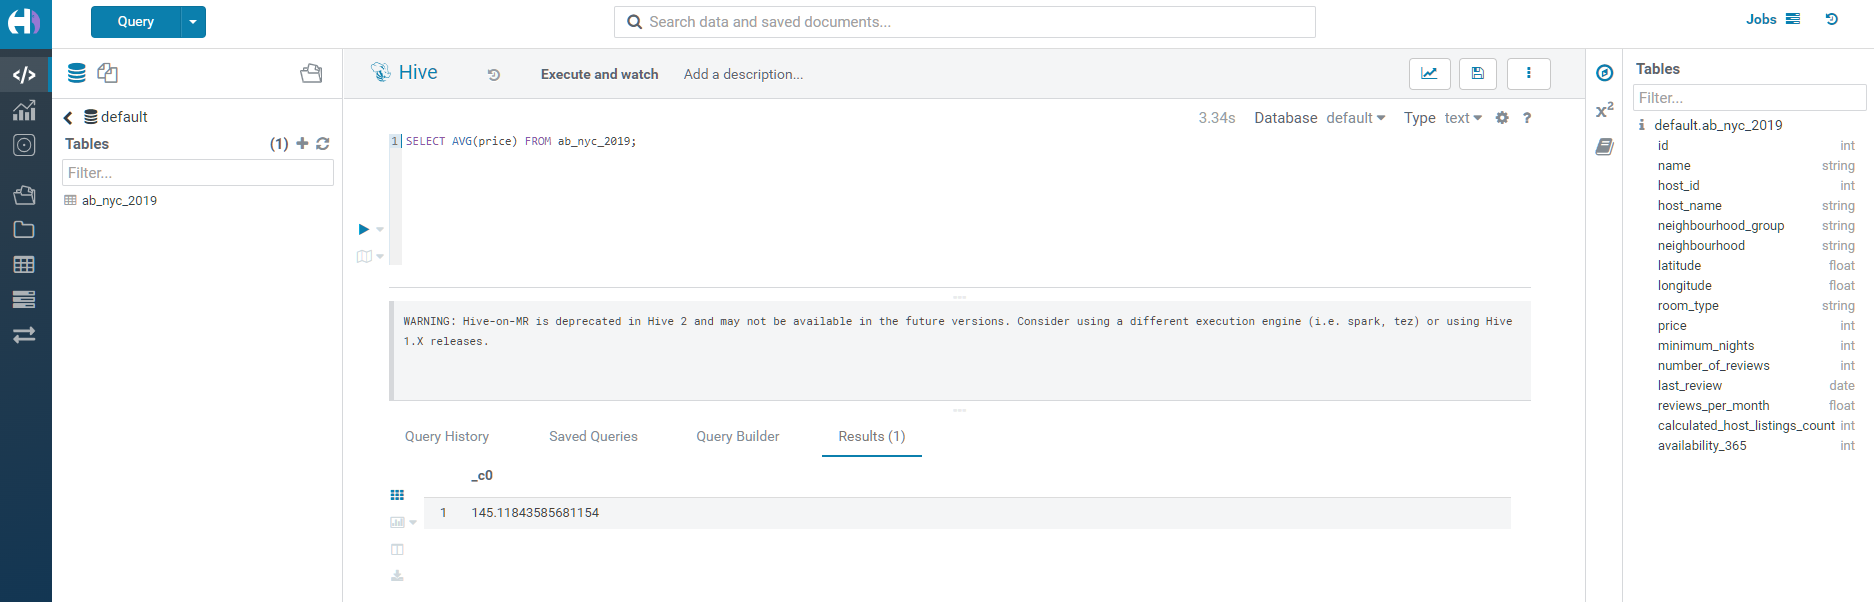 Query
Search data and saved documents...
Jobs
default
Tables
(1)
Filter...
ab_nyc_2019
Hive
Execute and watch
Add a description...
3.34s Database default Type text ?
1 SELECT AVG(price) FROM ab_nyc_2019;
WARNING: Hive-on-MR is deprecated in Hive 2 and may not be available in the future versions. Consider using a different execution engine (i.e. spark, tez) or using Hive
1.X releases.
Query History Saved Queries Query Builder Results (1)
_c0
1 145.11843585681154
x²
Tables
Filter...
default.ab_nyc_2019
id int
name string
host_id int
host_name string
neighbourhood_group string
neighbourhood string
latitude float
longitude float
room_type string
price int
minimum_nights int
number_of_reviews int
last_review date
reviews_per_month float
calculated_host_listings_count int
availability_365 int